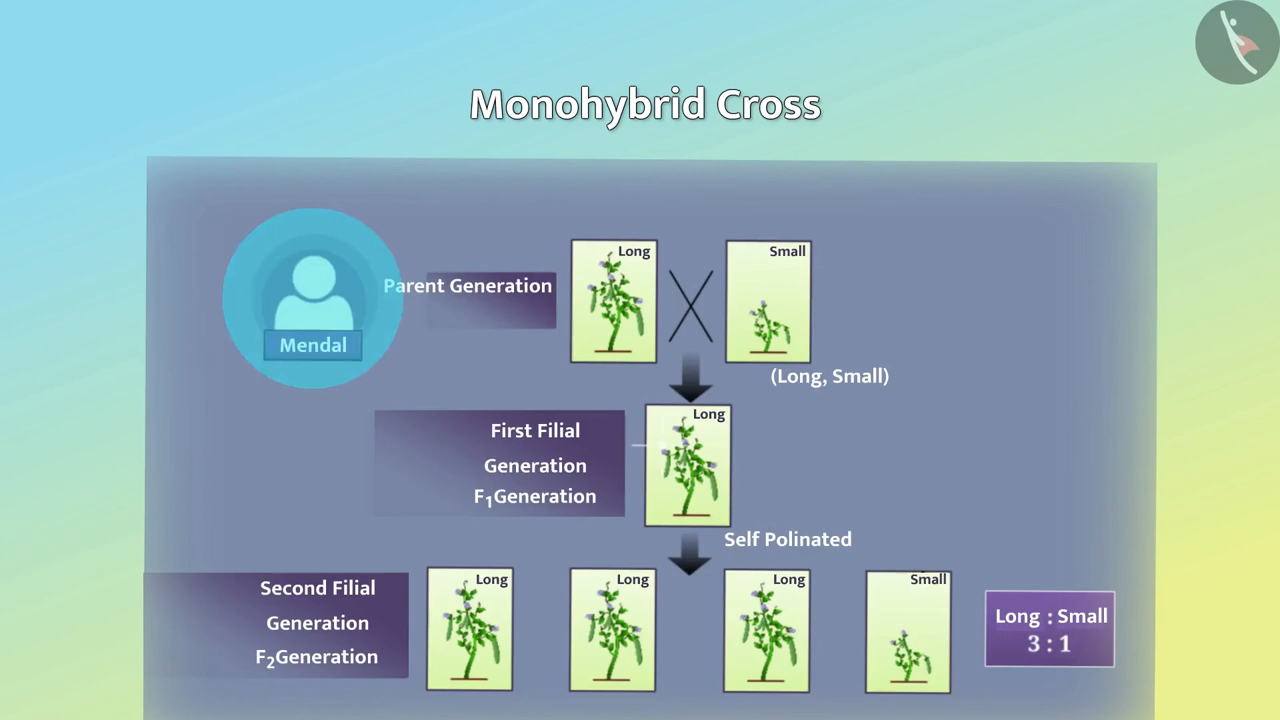 Monohybrid Cross
Mendal
Parent Generation
Long
Small
(Long, Small)
First Filial
Generation
F₁Generation
Long
Self Polinated
Second Filial
Generation
F₂Generation
Long
Long
Long
Small
Long : Small
3 : 1